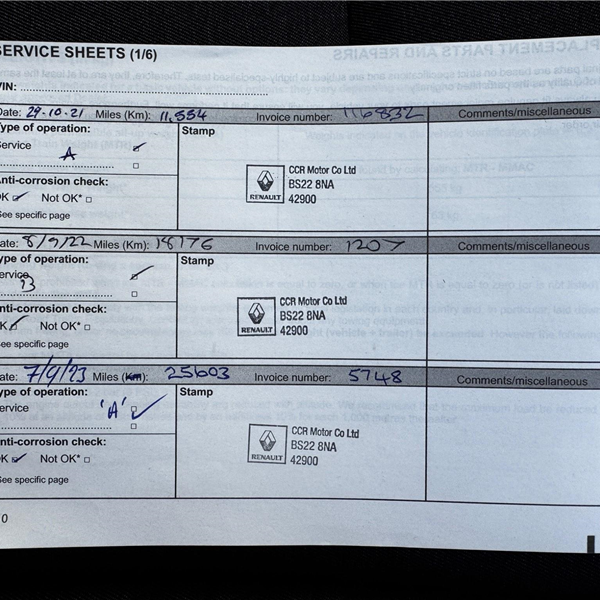 SERVICE SHEETS (1/6)
VIN:
Date: 29-10-21 Miles (Km): 11,554 Invoice number: 116832 Comments/miscellaneous
Type of operation: Stamp
Service A
Anti-corrosion check:
OK Not OK*
See specific page
CCR Motor Co Ltd
BS22 8NA
42900
RENAULT
Date: 8/9/22 Miles (Km): 18176 Invoice number: 1207 Comments/miscellaneous
Type of operation: Stamp
Service
Anti-corrosion check:
OK Not OK*
See specific page
CCR Motor Co Ltd
BS22 8NA
42900
RENAULT
Date: 7/9/23 Miles (Km): 25603 Invoice number: 5748 Comments/miscellaneous
Type of operation: Stamp
Service 'A'
Anti-corrosion check:
OK Not OK*
See specific page
CCR Motor Co Ltd
BS22 8NA
42900
RENAULT
0